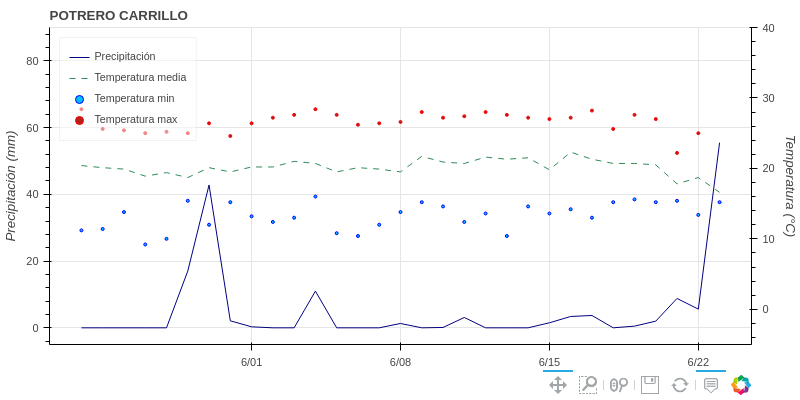 POTRERO CARRILLO
Precipitación
Temperatura media
Temperatura min
Temperatura max
Precipitación (mm)
80
60
40
20
0
Temperatura (°C)
40
30
20
10
0
6/01
6/08
6/15
6/22